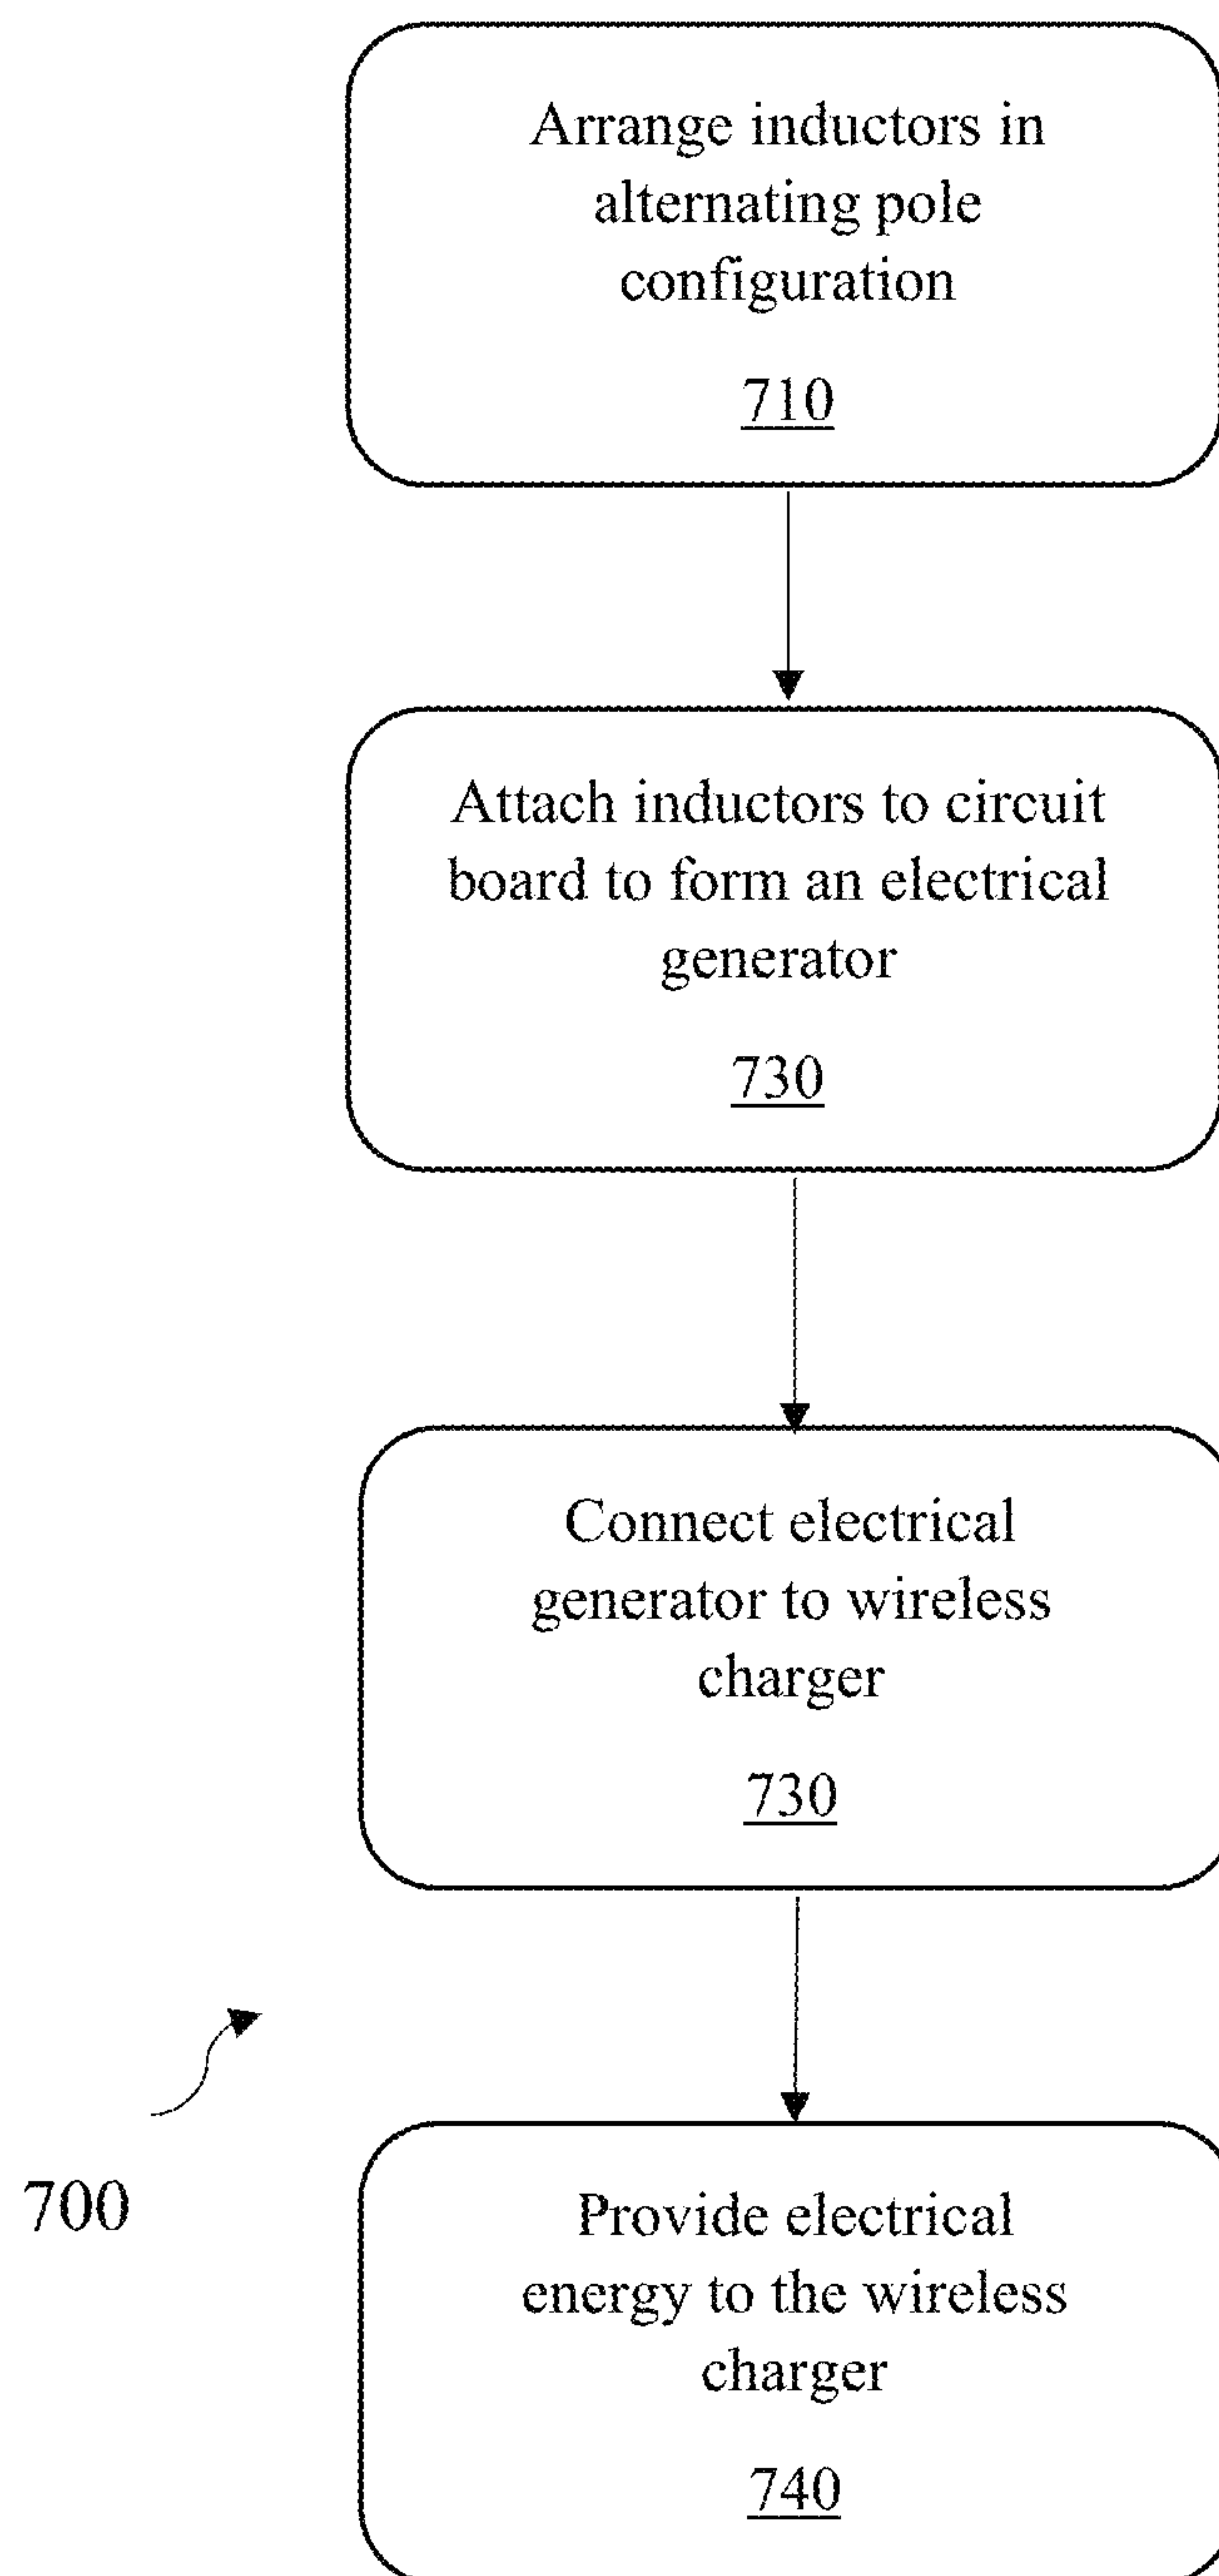 Arrange inductors in
alternating pole
configuration
710
Attach inductors to circuit
board to form an electrical
generator
730
Connect electrical
generator to wireless
charger
730
700
Provide electrical
energy to the wireless
charger
740